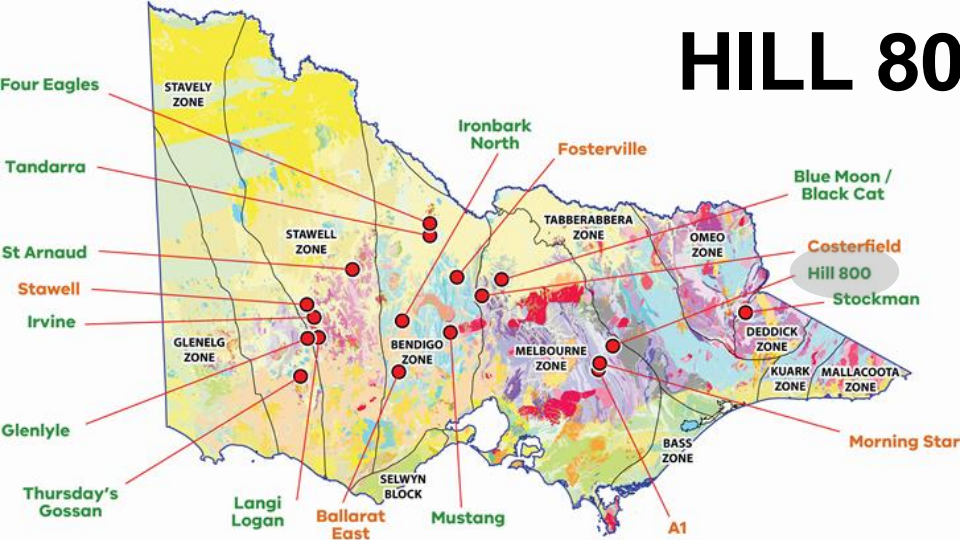 HILL 80
Four Eagles
STAVELY
ZONE
Ironbark
North
Fosterville
Tandarra
Blue Moon /
Black Cat
TABBERABBERA
ZONE
STAWELL
ZONE
OMEO
ZONE
St Arnaud
Costerfield
Hill 800
Stawell
Stockman
Irvine
GLENELG
ZONE
BENDIGO
ZONE
MELBOURNE
ZONE
DEDDICK
ZONE
KUARK
ZONE
MALLACOOTA
ZONE
Glenlyle
Morning Star
BASS
ZONE
SELWYN
BLOCK
Thursday's
Gossan
Langi
Logan
Ballarat
East
Mustang
A1